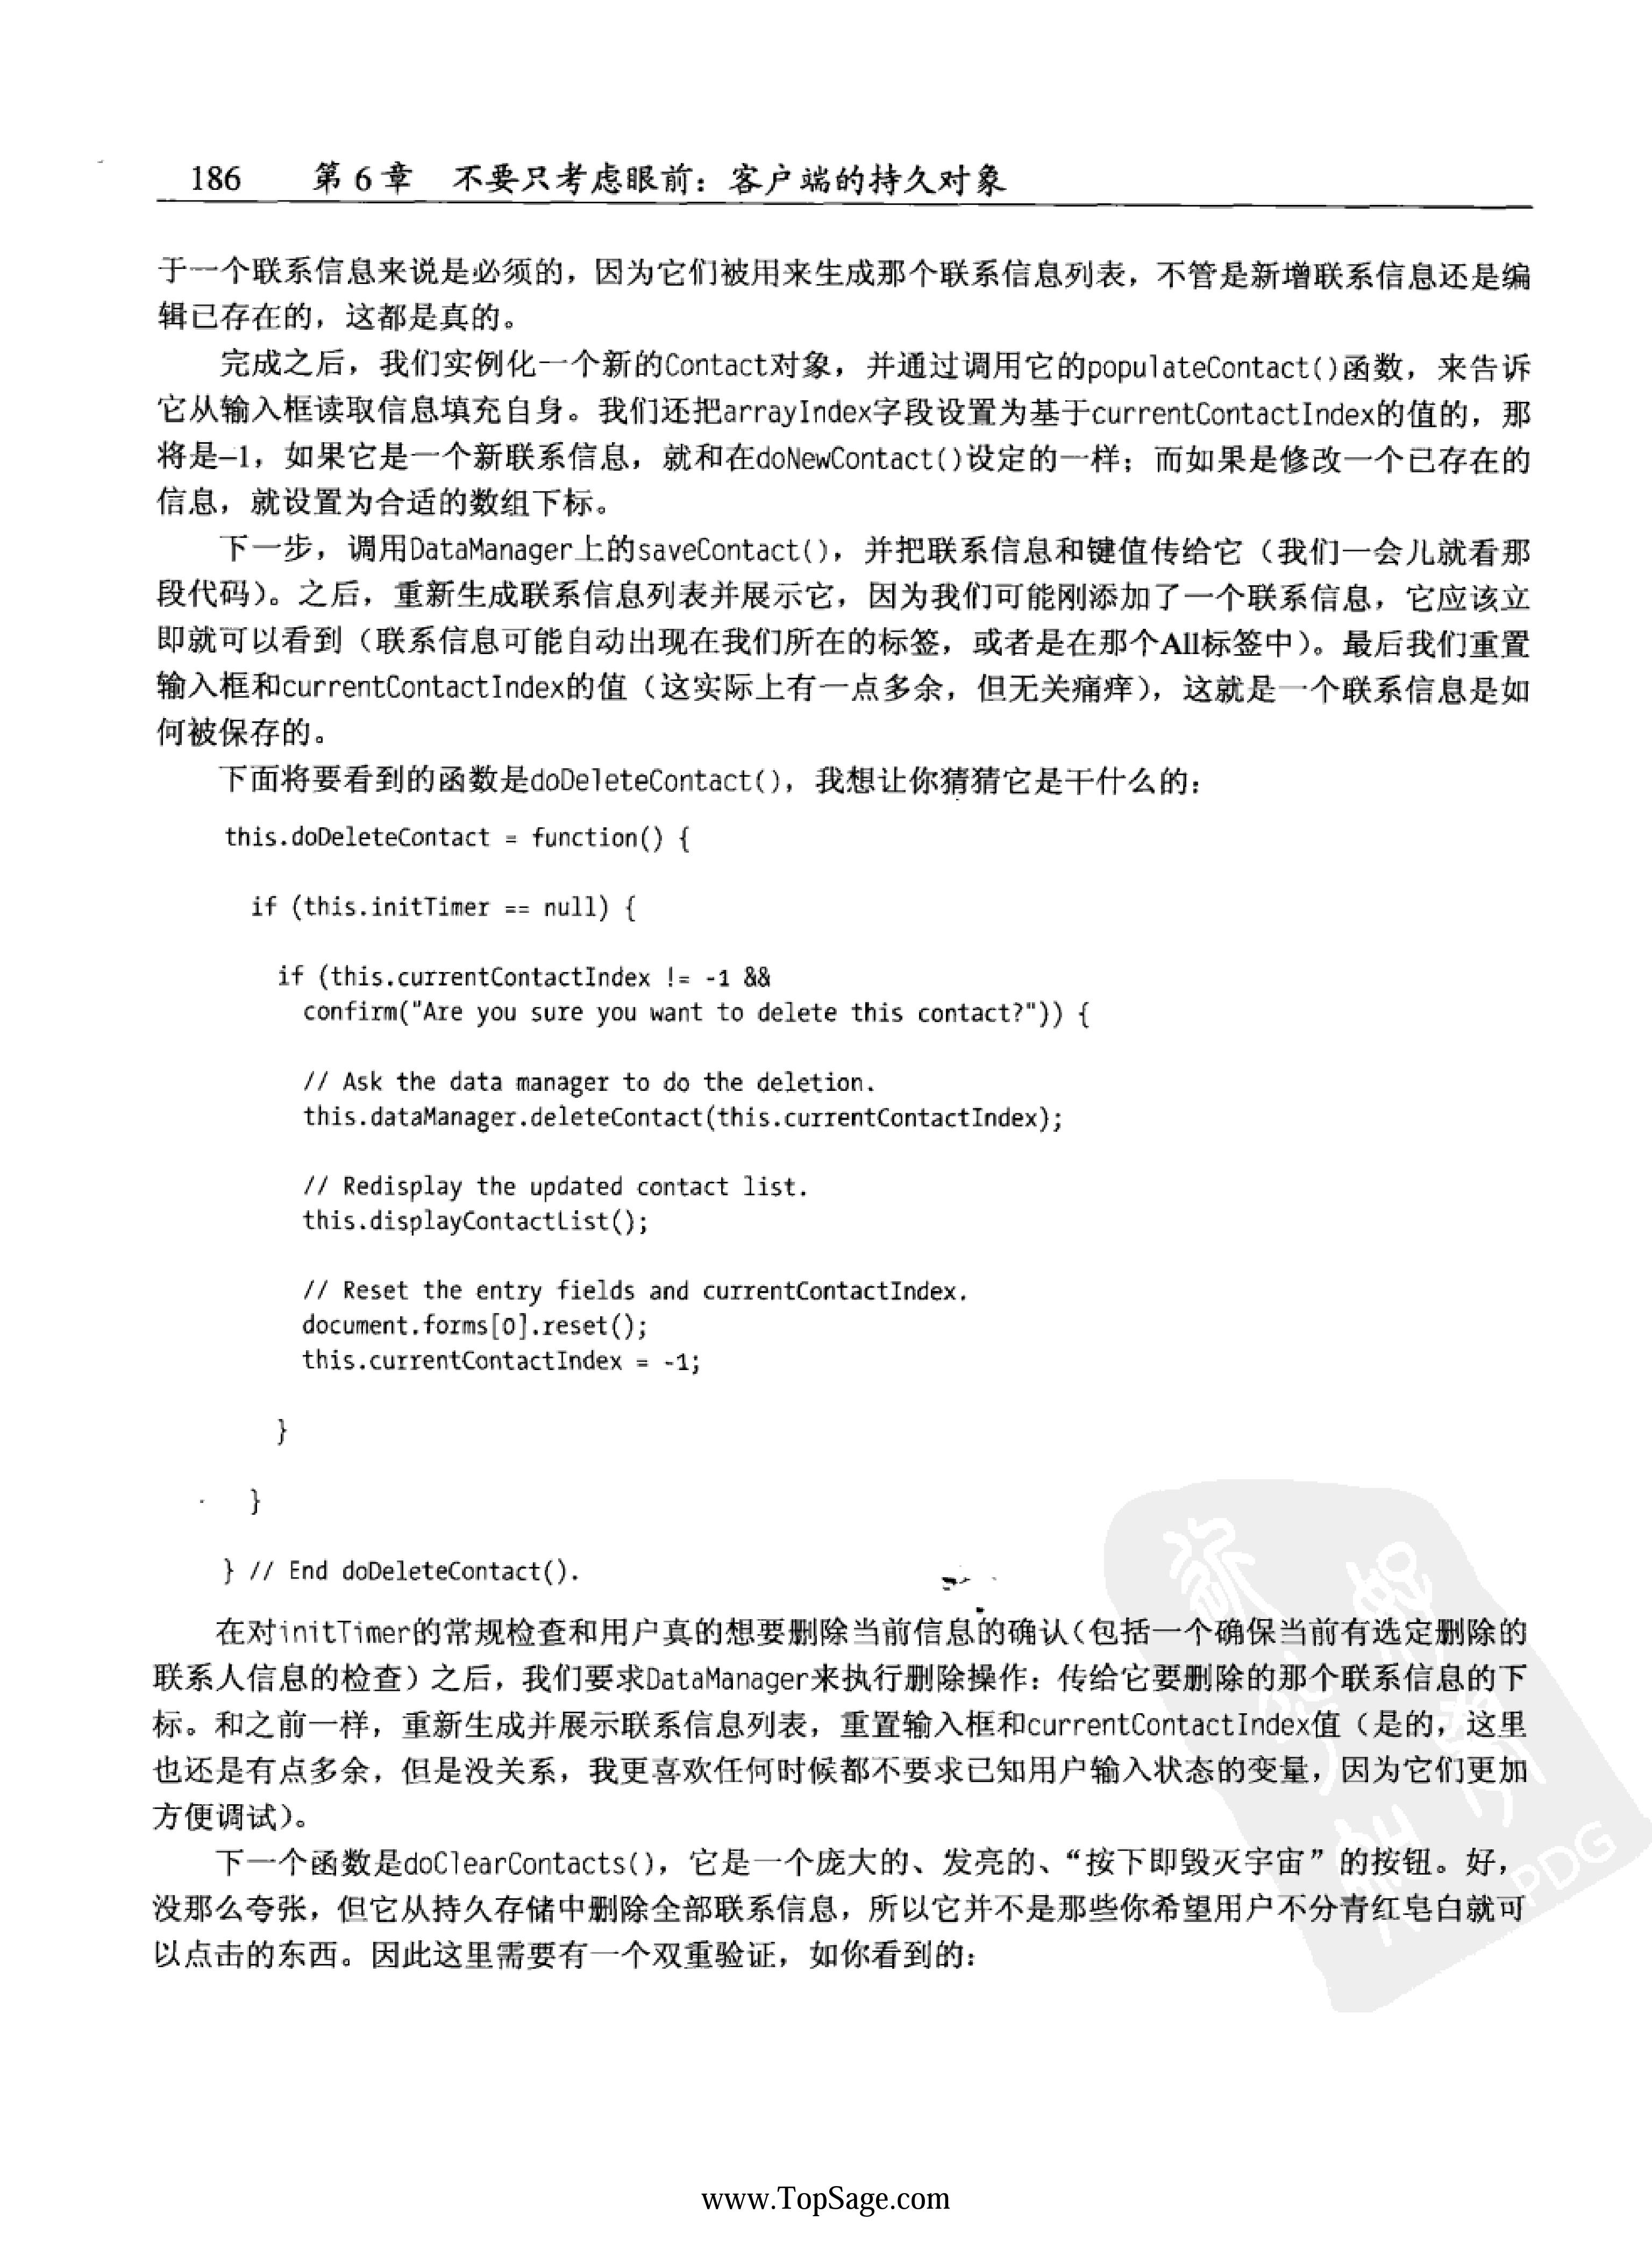 186 第6章 不要只考虑眼前：客户端的持久对象
于一个联系信息来说是必须的，因为它们被用来生成那个联系信息列表，不管是新增联系信息还是编
辑已存在的，这都是真的。
完成之后，我们实例化一个新的Contact对象，并通过调用它的populateContact()函数，来告诉
它从输入框读取信息填充自身。我们还把arrayIndex字段设置为基于currentContactIndex的值的，那
将是–1，如果它是一个新联系信息，就和在doNewContact()设定的一样；而如果是修改一个已存在的
信息，就设置为合适的数组下标。
下一步，调用DataManager上的saveContact()，并把联系信息和键值传给它（我们一会儿就看那
段代码）。之后，重新生成联系信息列表并展示它，因为我们可能刚添加了一个联系信息，它应该立
即就可以看到（联系信息可能自动出现在我们所在的标签，或者是在那个All标签中）。最后我们重置
输入框和currentContactIndex的值（这实际上有一点多余，但无关痛痒），这就是一个联系信息是如
何被保存的。
下面将要看到的函数是doDeleteContact()，我想让你猜猜它是干什么的：
this.doDeleteContact = function() {
if (this.initTimer == null) {
if (this.currentContactIndex != -1 &&
confirm("Are you sure you want to delete this contact?")) {
// Ask the data manager to do the deletion.
this.dataManager.deleteContact(this.currentContactIndex);
// Redisplay the updated contact list.
this.displayContactList();
// Reset the entry fields and currentContactIndex.
document.forms[0].reset();
this.currentContactIndex = -1;
}
}
} // End doDeleteContact().
在对initTimer的常规检查和用户真的想要删除当前信息的确认（包括一个确保当前有选定删除的
联系人信息的检查）之后，我们要求DataManager来执行删除操作：传给它要删除的那个联系信息的下
标。和之前一样，重新生成并展示联系信息列表，重置输入框和currentContactIndex值（是的，这里
也还是有点多余，但是没关系，我更喜欢任何时候都不要求已知用户输入状态的变量，因为它们更加
方便调试）。
下一个函数是doClearContacts()，它是一个庞大的、发亮的、“按下即毁灭宇宙”的按钮。好，
没那么夸张，但它从持久存储中删除全部联系信息，所以它并不是那些你希望用户不分青红皂白就可
以点击的东西。因此这里需要有一个双重验证，如你看到的：
PDG
www.TopSage.com